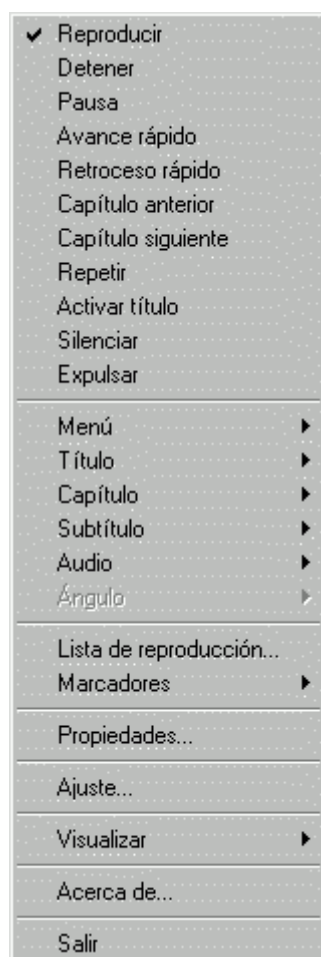 Reproducir
Detener
Pausa
Avance rápido
Retroceso rápido
Capítulo anterior
Capítulo siguiente
Repetir
Activar título
Silenciar
Expulsar
Menú
Título
Capítulo
Subtítulo
Audio
Ángulo
Lista de reproducción...
Marcadores
Propiedades...
Ajuste...
Visualizar
Acerca de...
Salir